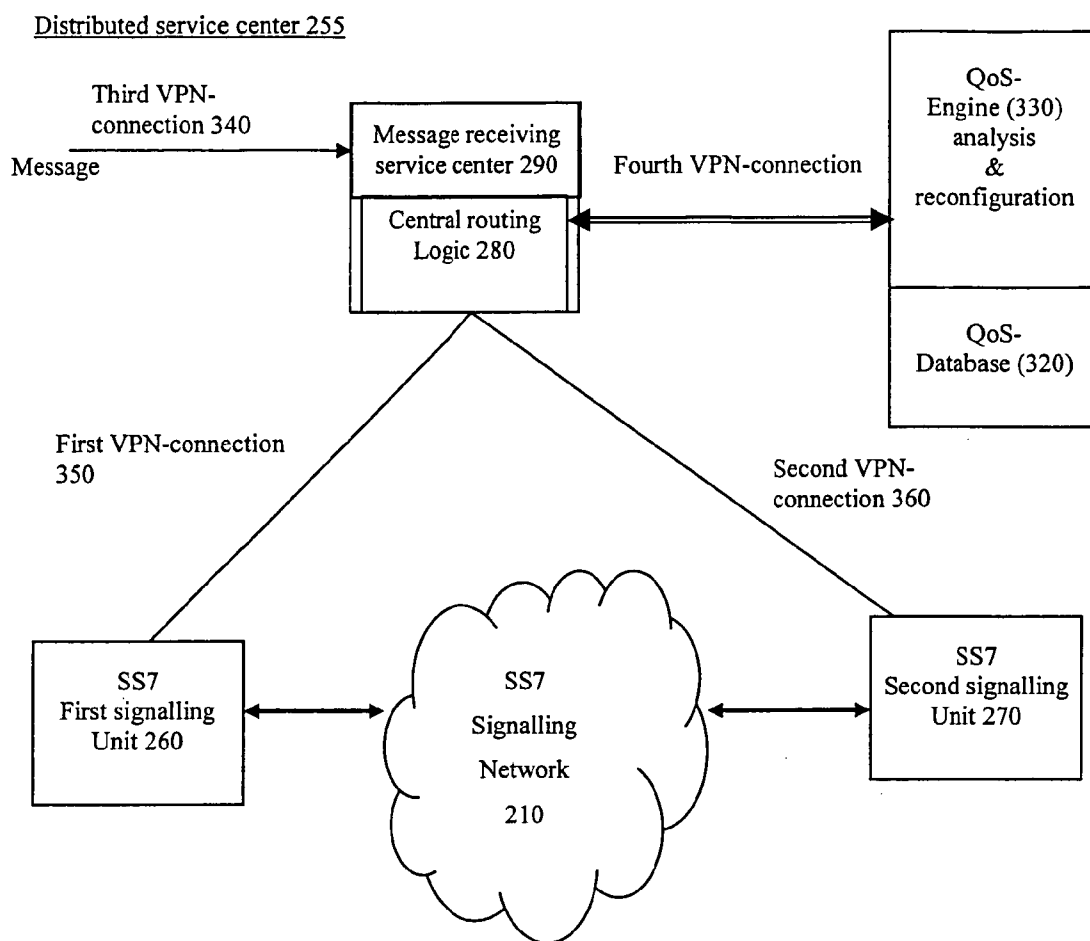 Distributed service center 255
Third VPN-
connection 340
Message
Message receiving
service center 290
Central routing
Logic 280
Fourth VPN-connection
QoS-
Engine (330)
analysis
&
reconfiguration
QoS-
Database (320)
First VPN-connection
350
Second VPN-
connection 360
SS7
First signalling
Unit 260
SS7
Signalling
Network
210
SS7
Second signalling
Unit 270